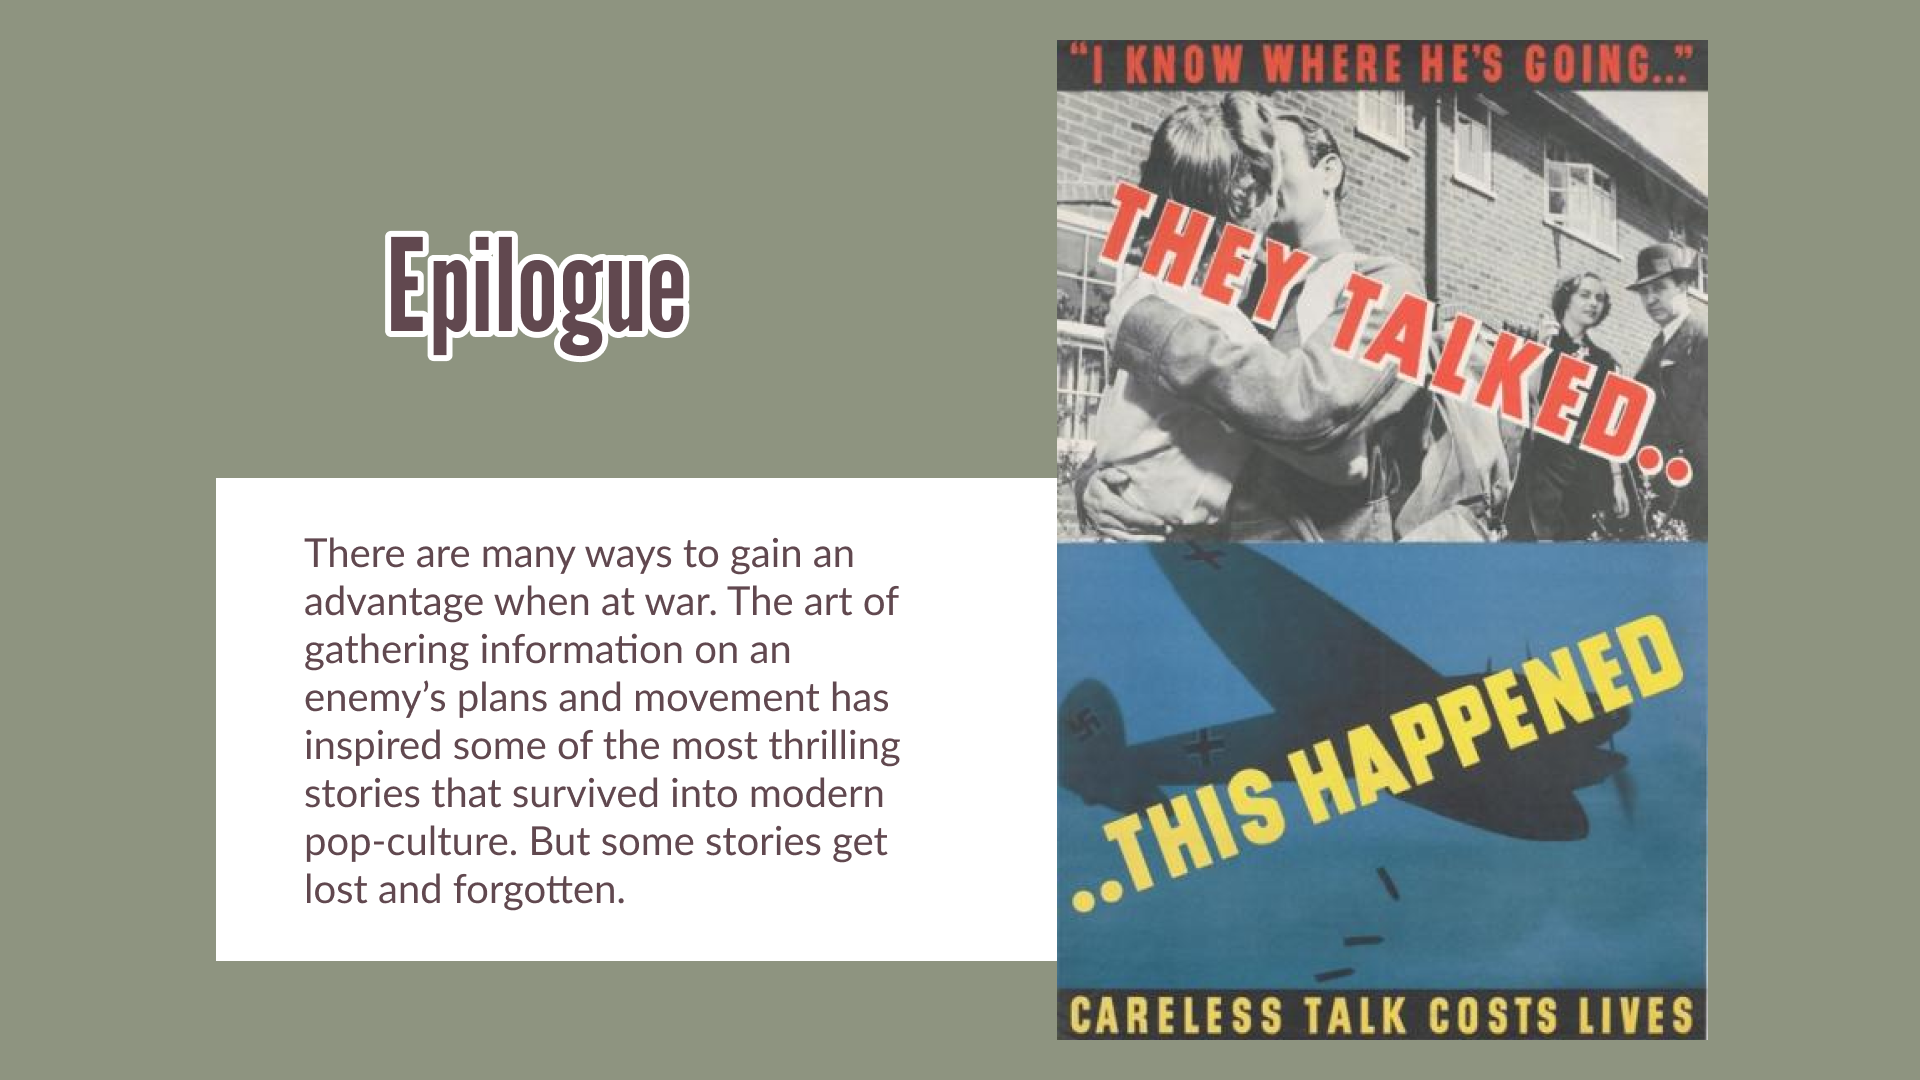 Epilogue
There are many ways to gain an
advantage when at war. The art of
gathering information on an
enemy’s plans and movement has
inspired some of the most thrilling
stories that survived into modern
pop-culture. But some stories get
lost and forgotten.
“I KNOW WHERE HE’S GOING...”
THEY TALKED..
..THIS HAPPENED
CARELESS TALK COSTS LIVES